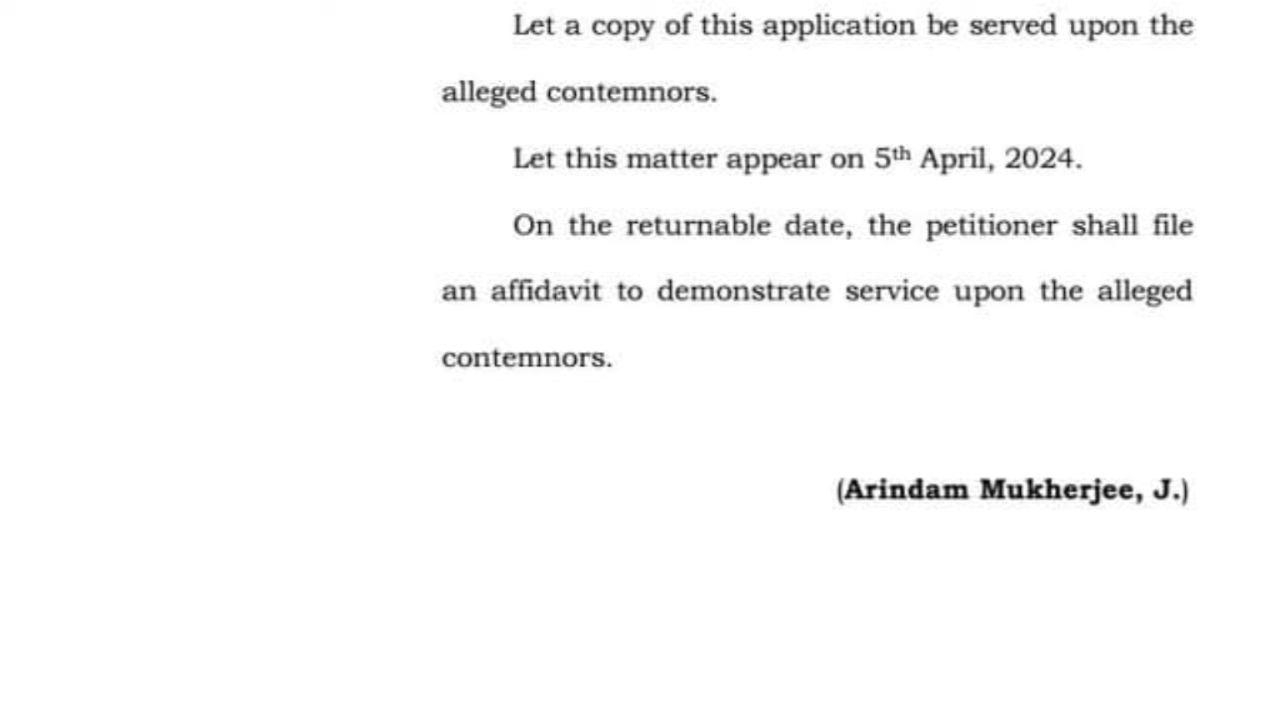 Let a copy of this application be served upon the
alleged contemnors.
Let this matter appear on 5th April, 2024.
On the returnable date, the petitioner shall file
an affidavit to demonstrate service upon the alleged
contemnors.
(Arindam Mukherjee, J.)